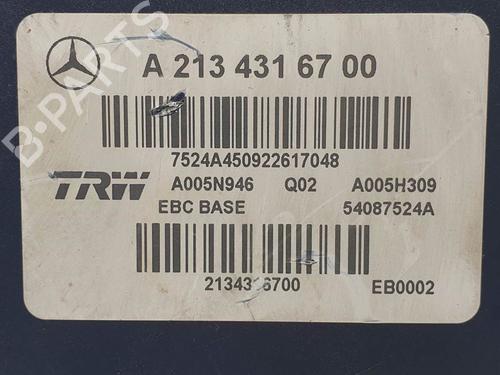 A 213 431 67 00
7524A450922617048
TRW A005N946 Q02 A005H309
EBC BASE 54087524A
2134316700 EB0002
B-PARTS